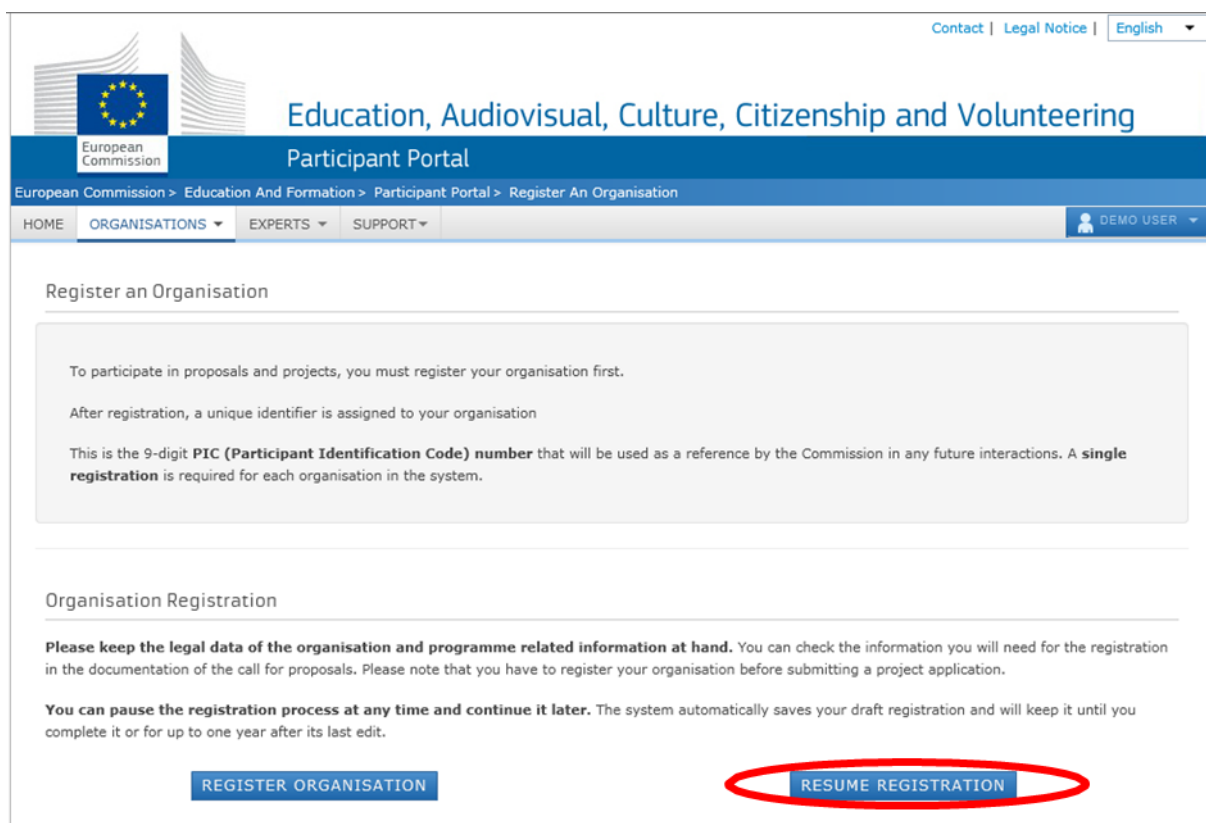 Contact | Legal Notice | English
Education, Audiovisual, Culture, Citizenship and Volunteering
European
Commission
Participant Portal
European Commission > Education And Formation > Participant Portal > Register An Organisation
HOME ORGANISATIONS EXPERTS SUPPORT DEMO USER
Register an Organisation
To participate in proposals and projects, you must register your organisation first.
After registration, a unique identifier is assigned to your organisation
This is the 9-digit PIC (Participant Identification Code) number that will be used as a reference by the Commission in any future interactions. A single
registration is required for each organisation in the system.
Organisation Registration
Please keep the legal data of the organisation and programme related information at hand. You can check the information you will need for the registration
in the documentation of the call for proposals. Please note that you have to register your organisation before submitting a project application.
You can pause the registration process at any time and continue it later. The system automatically saves your draft registration and will keep it until you
complete it or for up to one year after its last edit.
REGISTER ORGANISATION RESUME REGISTRATION